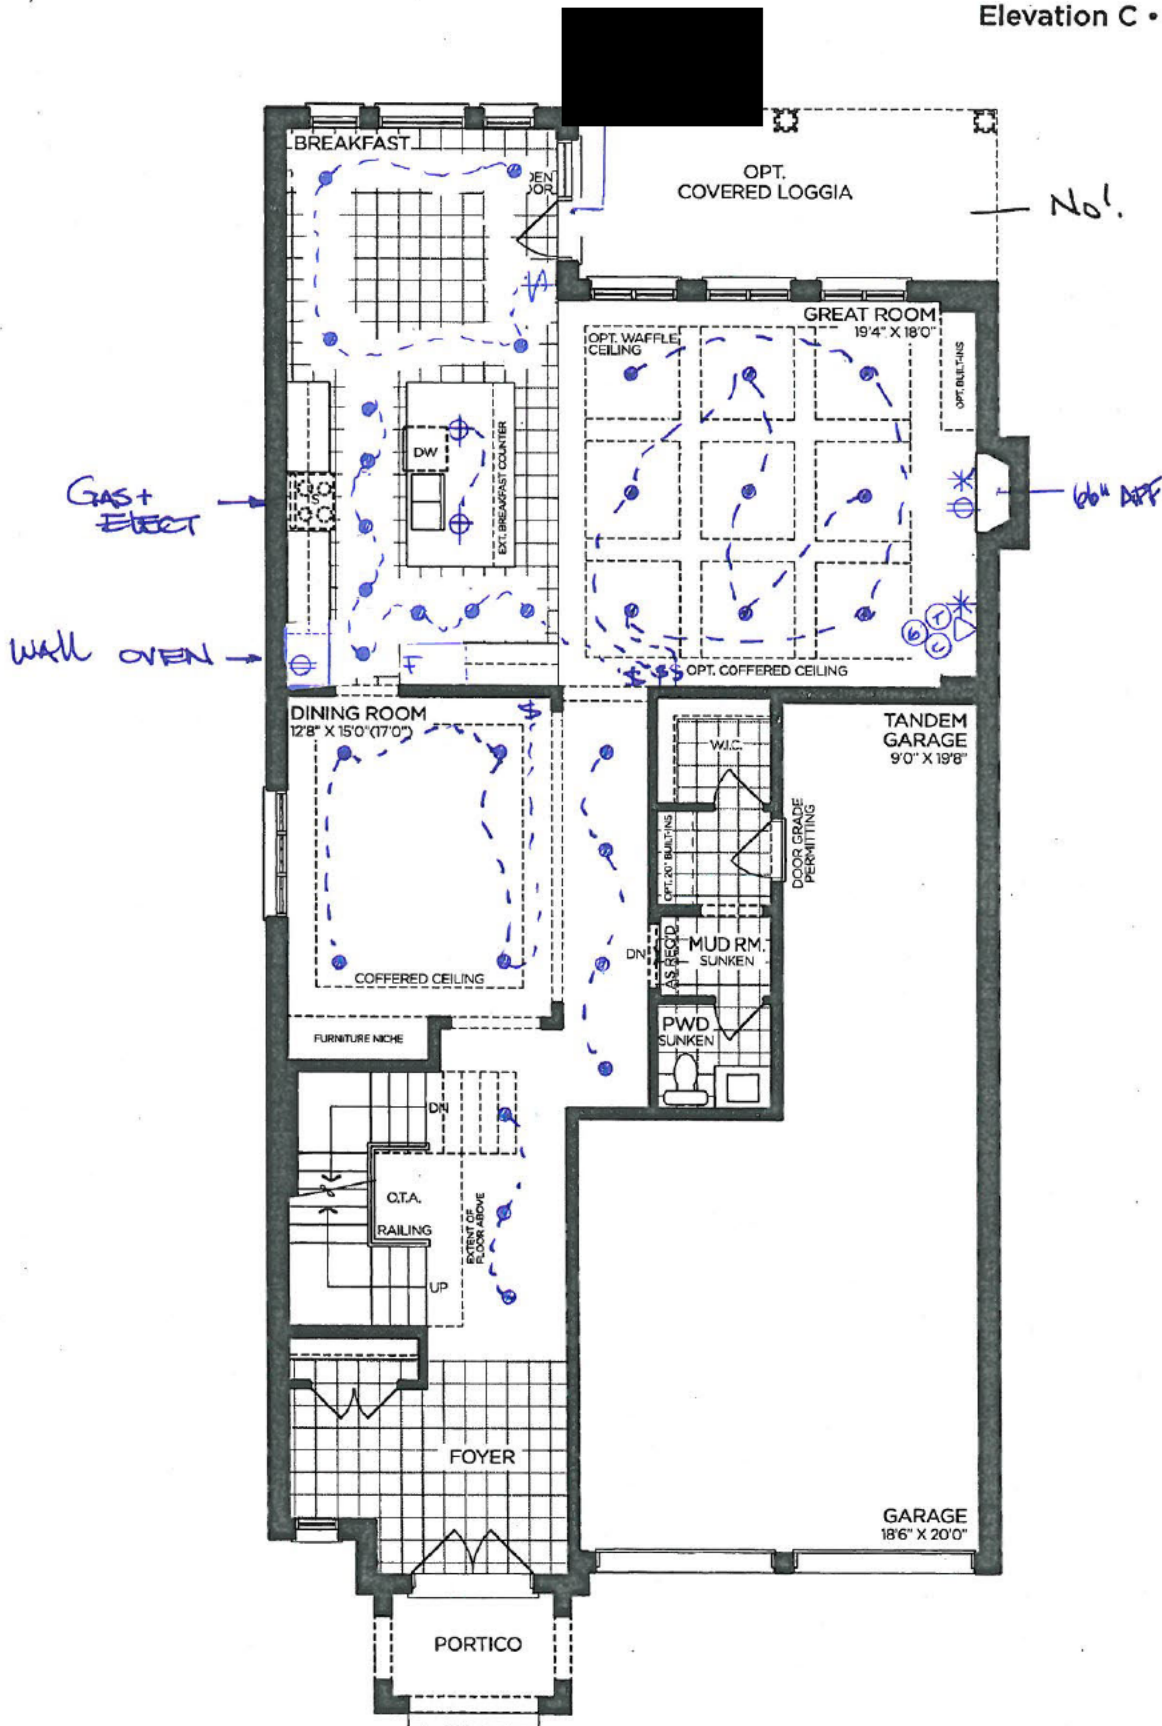 Elevation C •
BREAKFAST
OPT.
COVERED LOGGIA
No!
GREAT ROOM
19'4" X 18'0"
OPT. WAFFLE
CEILING
OPT. BUILT-INS
DW
EXT. BREAKFAST COUNTER
GAS +
ELECT
66" AFF
WALL OVEN
F
T
6
C
$ $$
OPT. COFFERED CEILING
DINING ROOM
12'8" X 15'0"(17'0")
$
W.I.C.
TANDEM
GARAGE
9'0" X 19'8"
OPT. 20" BUILT-INS
DOOR GRADE
PERMITTING
COFFERED CEILING
DN
AS REQ'D
MUD RM.
SUNKEN
PWD
SUNKEN
FURNITURE NICHE
DN
O.T.A.
RAILING
EXTENT OF
FLOOR ABOVE
UP
FOYER
GARAGE
18'6" X 20'0"
PORTICO